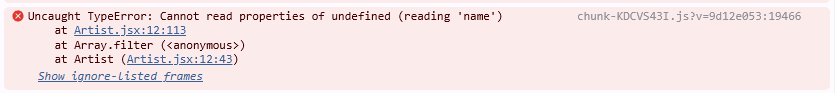 Uncaught TypeError: Cannot read properties of undefined (reading 'name') chunk-KDCVS43I.js?v=9d12e053:19466
at Artist.jsx:12:113
at Array.filter (<anonymous>)
at Artist (Artist.jsx:12:43)
Show ignore-listed frames